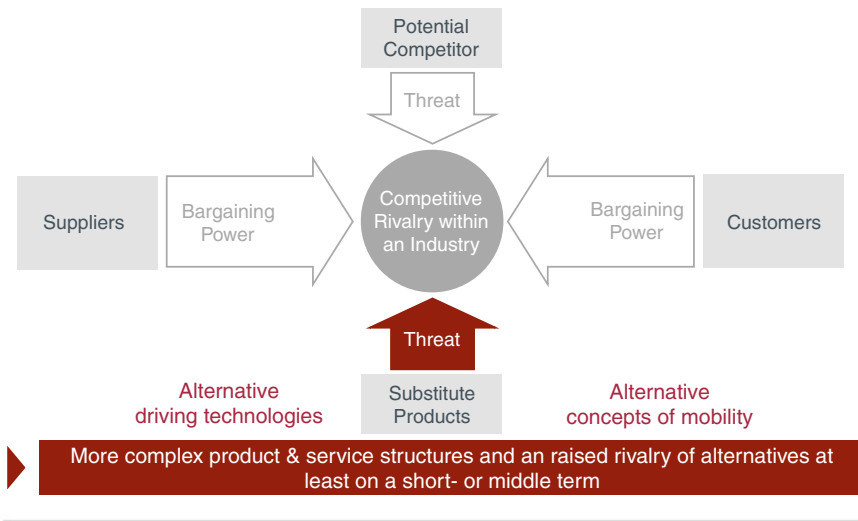 Potential
Competitor
Threat
Suppliers
Bargaining
Power
Competitive
Rivalry within
an Industry
Bargaining
Power
Customers
Threat
Alternative
driving technologies
Substitute
Products
Alternative
concepts of mobility
More complex product & service structures and an raised rivalry of alternatives at
least on a short- or middle term